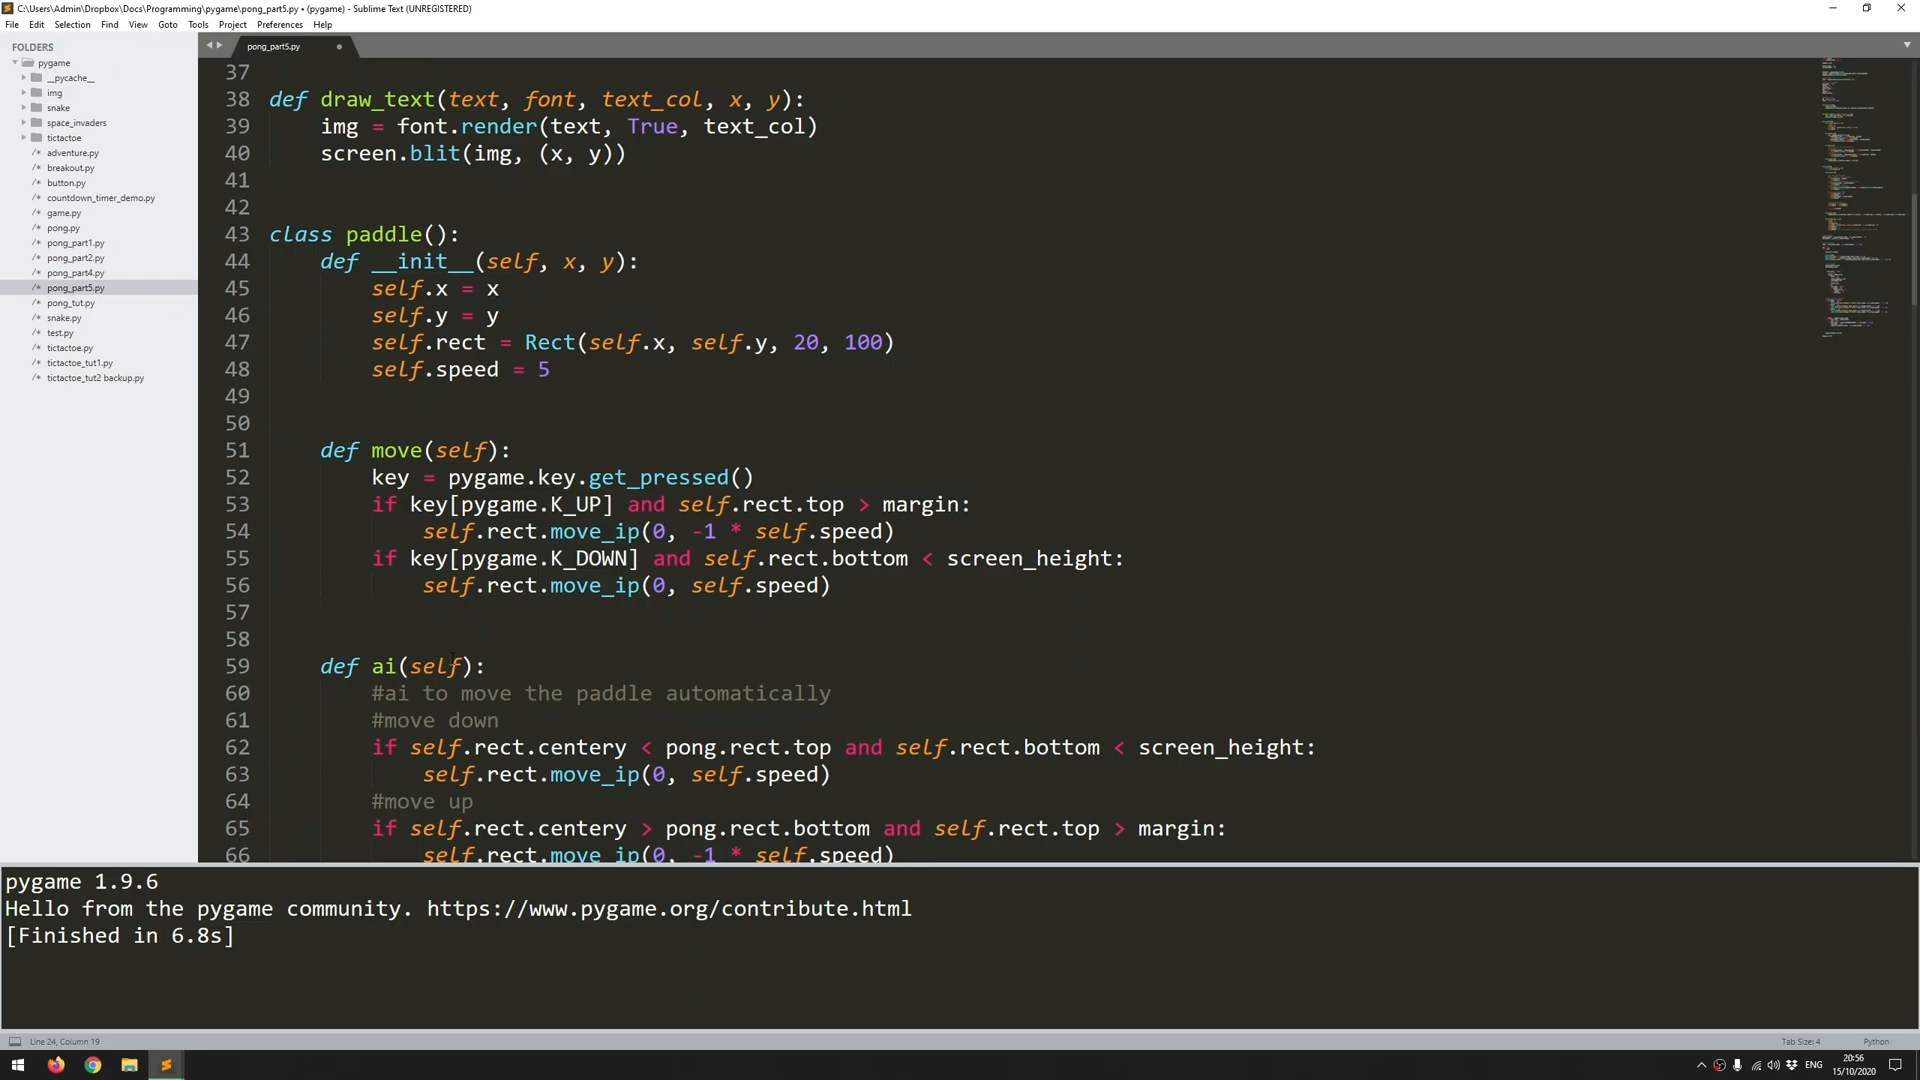 C:\Users\Admin\Dropbox\Docs\Programming\pygame\pong_part5.py • (pygame) - Sublime Text (UNREGISTERED)
File Edit Selection Find View Goto Tools Project Preferences Help
FOLDERS
pygame
__pycache__
img
snake
space_invaders
tictactoe
adventure.py
breakout.py
button.py
countdown_timer_demo.py
game.py
pong.py
pong_part1.py
pong_part2.py
pong_part4.py
pong_part5.py
pong_tut.py
snake.py
test.py
tictactoe.py
tictactoe_tut1.py
tictactoe_tut2 backup.py
pong_part5.py
37
38 def draw_text(text, font, text_col, x, y):
39 img = font.render(text, True, text_col)
40 screen.blit(img, (x, y))
41
42
43 class paddle():
44 def __init__(self, x, y):
45 self.x = x
46 self.y = y
47 self.rect = Rect(self.x, self.y, 20, 100)
48 self.speed = 5
49
50
51 def move(self):
52 key = pygame.key.get_pressed()
53 if key[pygame.K_UP] and self.rect.top > margin:
54 self.rect.move_ip(0, -1 * self.speed)
55 if key[pygame.K_DOWN] and self.rect.bottom < screen_height:
56 self.rect.move_ip(0, self.speed)
57
58
59 def ai(self):
60 #ai to move the paddle automatically
61 #move down
62 if self.rect.centery < pong.rect.top and self.rect.bottom < screen_height:
63 self.rect.move_ip(0, self.speed)
64 #move up
65 if self.rect.centery > pong.rect.bottom and self.rect.top > margin:
66 self.rect.move_ip(0, -1 * self.speed)
pygame 1.9.6
Hello from the pygame community. https://www.pygame.org/contribute.html
[Finished in 6.8s]
Line 24, Column 19
Tab Size: 4
Python
ENG
20:56
15/10/2020